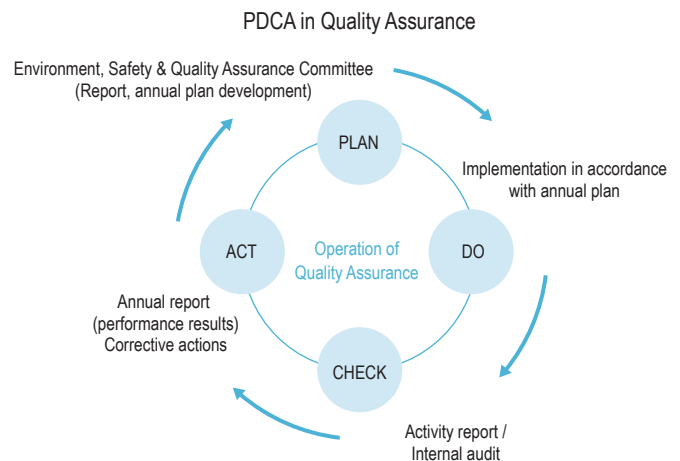 PDCA in Quality Assurance
Environment, Safety & Quality Assurance Committee
(Report, annual plan development)
PLAN
Implementation in accordance
with annual plan
ACT
Operation of
Quality Assurance
DO
Annual report
(performance results)
Corrective actions
CHECK
Activity report /
Internal audit